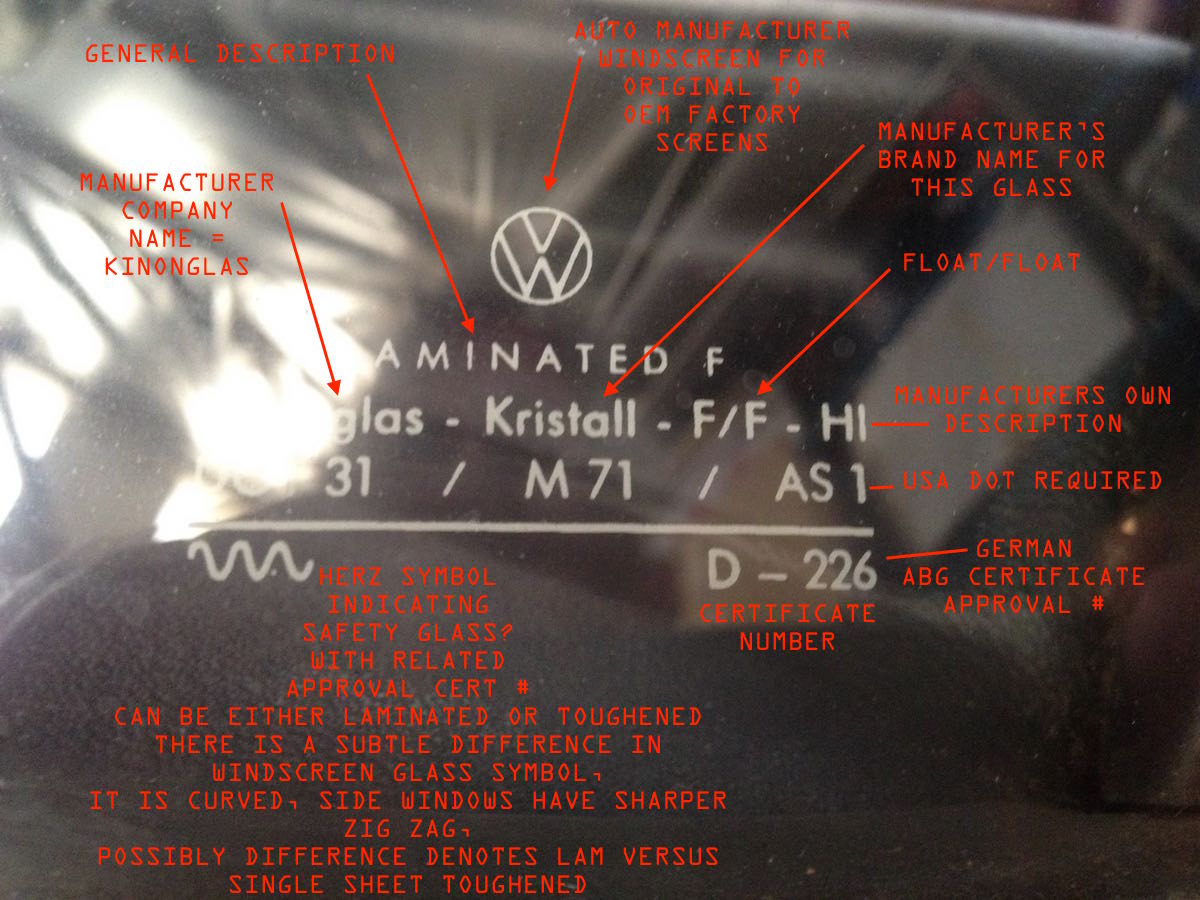 GENERAL DESCRIPTION
AUTO MANUFACTURER
WINDSCREEN FOR
ORIGINAL TO
OEM FACTORY
SCREENS
MANUFACTURER'S
BRAND NAME FOR
THIS GLASS
MANUFACTURER
COMPANY
NAME =
KINONGLAS
FLOAT/FLOAT
VW
AMINATED F
glas - Kristall - F/F - HI
MANUFACTURERS OWN
DESCRIPTION
31 / M 71 / AS 1
USA DOT REQUIRED
D - 226
GERMAN
ABG CERTIFICATE
APPROVAL #
CERTIFICATE
NUMBER
HERZ SYMBOL
INDICATING
SAFETY GLASS?
WITH RELATED
APPROVAL CERT #
CAN BE EITHER LAMINATED OR TOUGHENED
THERE IS A SUBTLE DIFFERENCE IN
WINDSCREEN GLASS SYMBOL,
IT IS CURVED, SIDE WINDOWS HAVE SHARPER
ZIG ZAG,
POSSIBLY DIFFERENCE DENOTES LAM VERSUS
SINGLE SHEET TOUGHENED